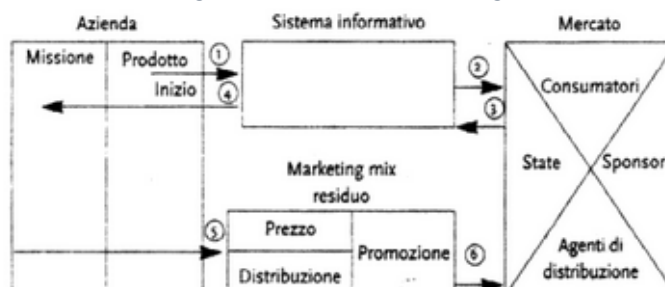 Azienda
Sistema informativo
Mercato
Missione
Prodotto
1
2
Consumatori
Inizio
4
3
State
Sponsor
Marketing mix
residuo
5
Prezzo
Promozione
6
Distribuzione
Agenti di
distribuzione